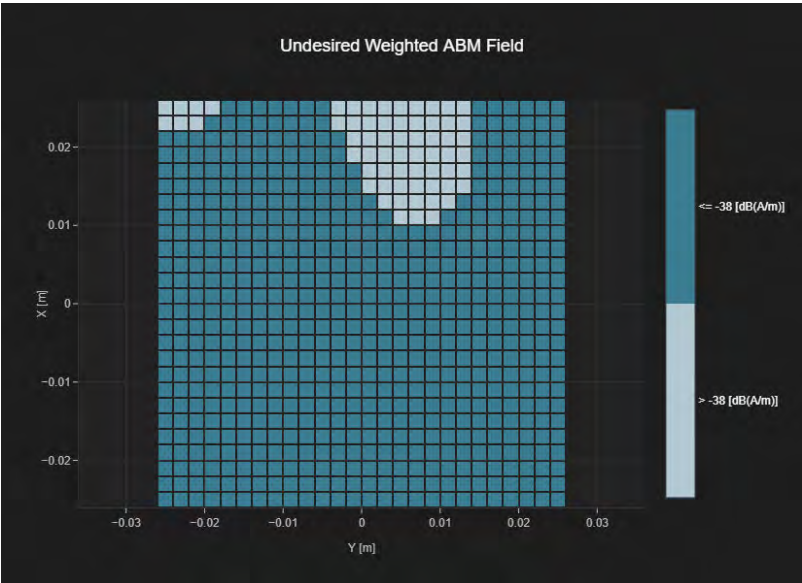 Undesired Weighted ABM Field
0.02
0.01
0
−0.01
−0.02
X [m]
<= -38 [dB(A/m)]
> -38 [dB(A/m)]
−0.03 −0.02 −0.01 0 0.01 0.02 0.03
Y [m]